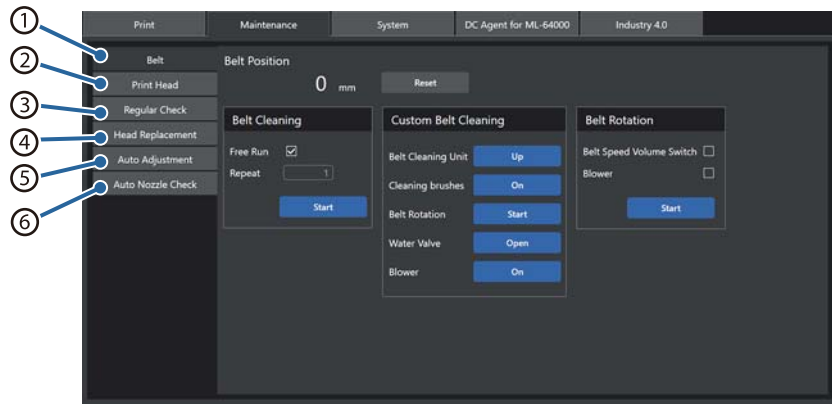 Print Maintenance System DC Agent for ML-64000 Industry 4.0
① Belt
② Print Head
③ Regular Check
④ Head Replacement
⑤ Auto Adjustment
⑥ Auto Nozzle Check
Belt Position
0 mm Reset
Belt Cleaning
Free Run
Repeat 1
Start
Custom Belt Cleaning
Belt Cleaning Unit Up
Cleaning brushes On
Belt Rotation Start
Water Valve Open
Blower On
Belt Rotation
Belt Speed Volume Switch
Blower
Start